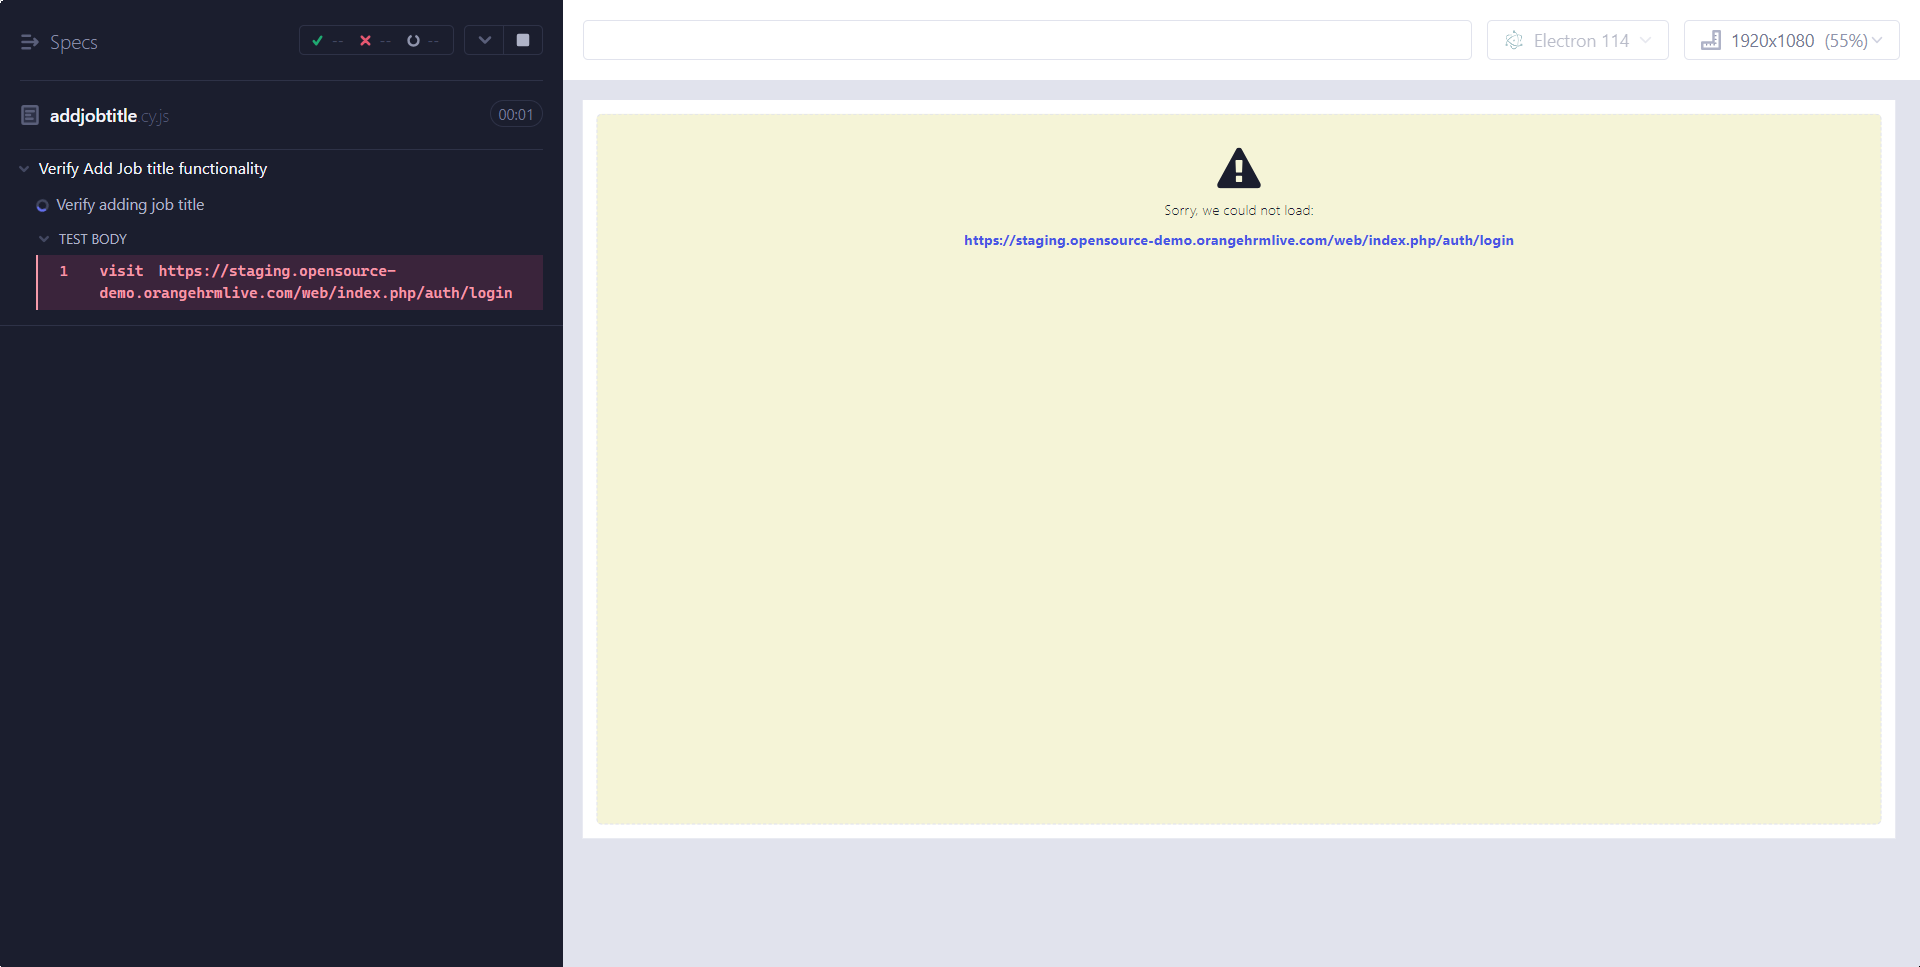 Specs
-- -- --
addjobtitle cy.js
00:01
Verify Add Job title functionality
Verify adding job title
TEST BODY
1 visit https://staging.opensource-
demo.orangehrmlive.com/web/index.php/auth/login
Electron 114
1920x1080 (55%)
Sorry, we could not load:
https://staging.opensource-demo.orangehrmlive.com/web/index.php/auth/login